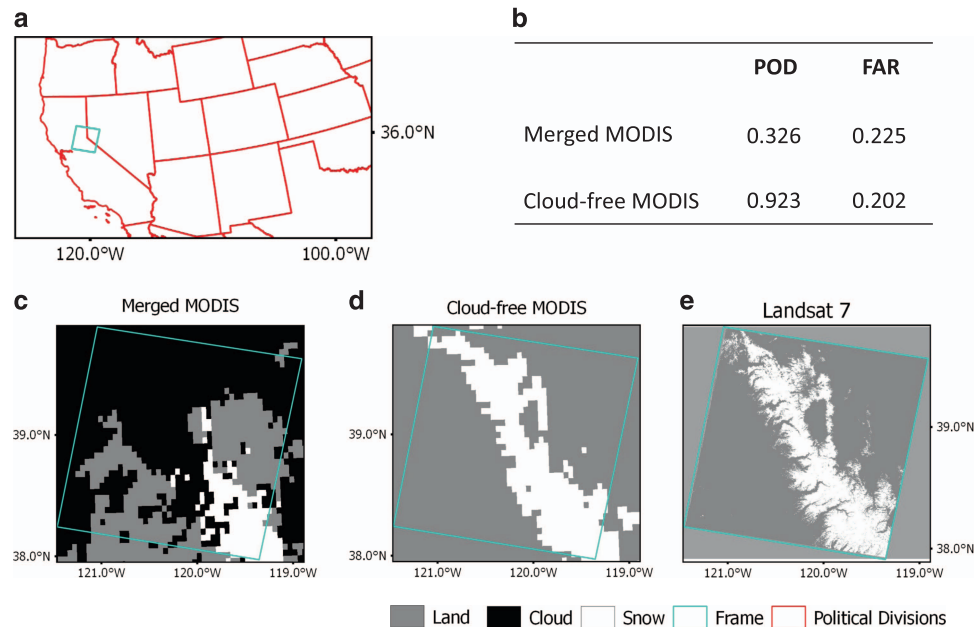 a
36.0°N
120.0°W 100.0°W
b
POD FAR
Merged MODIS 0.326 0.225
Cloud-free MODIS 0.923 0.202
c
Merged MODIS
39.0°N
38.0°N
121.0°W 120.0°W 119.0°W
d
Cloud-free MODIS
39.0°N
38.0°N
121.0°W 120.0°W 119.0°W
e
Landsat 7
39.0°N
38.0°N
121.0°W 120.0°W 119.0°W
Land Cloud Snow Frame Political Divisions